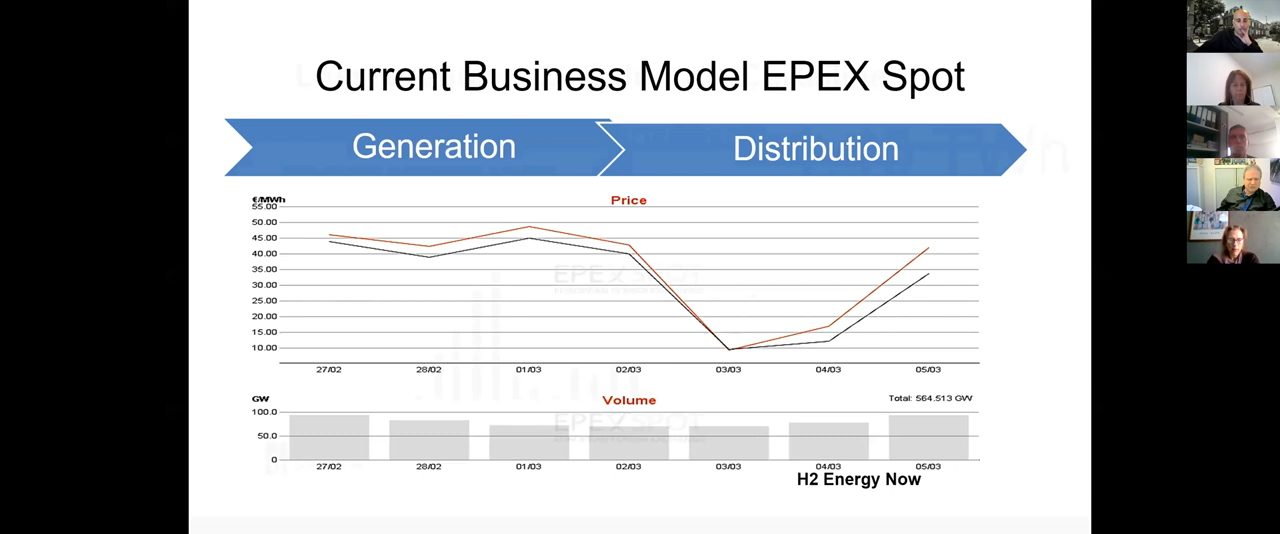 Current Business Model EPEX Spot
Generation
Distribution
€/MWh
Price
55.00
50.00
45.00
40.00
35.00
30.00
25.00
20.00
15.00
10.00
EPEXSPOT
27/02 28/02 01/03 02/03 03/03 04/03 05/03
GW
Volume
Total: 564.513 GW
100.0
50.0
0
EPEXSPOT
27/02 28/02 01/03 02/03 03/03 04/03 05/03
H2 Energy Now